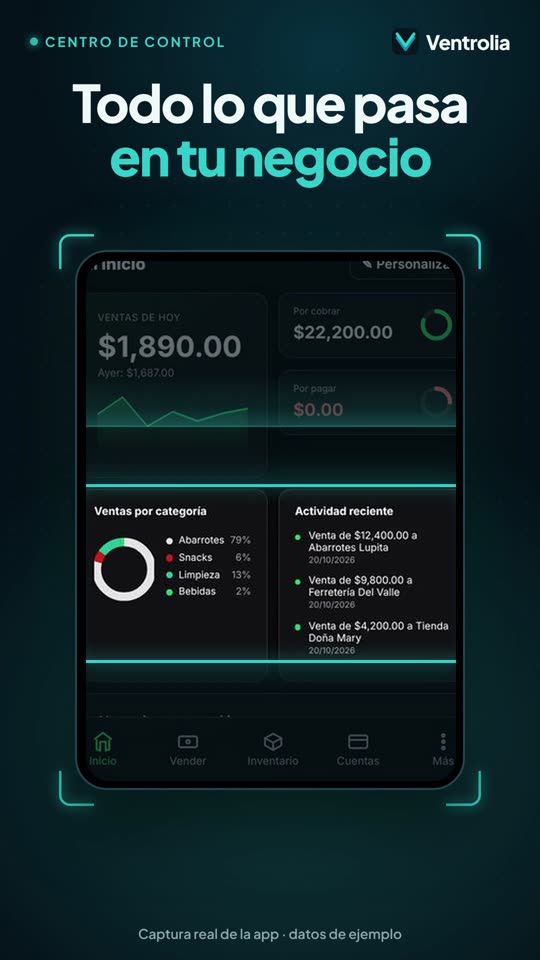 CENTRO DE CONTROL
Ventrolia
Todo lo que pasa
en tu negocio
Inicio
Personaliza
VENTAS DE HOY
$1,890.00
Ayer: $1,687.00
Por cobrar
$22,200.00
Por pagar
$0.00
Ventas por categoría
Abarrotes 79%
Snacks 6%
Limpieza 13%
Bebidas 2%
Actividad reciente
Venta de $12,400.00 a
Abarrotes Lupita
20/10/2026
Venta de $9,800.00 a
Ferretería Del Valle
20/10/2026
Venta de $4,200.00 a Tienda
Doña Mary
20/10/2026
Inicio
Vender
Inventario
Cuentas
Más
Captura real de la app · datos de ejemplo